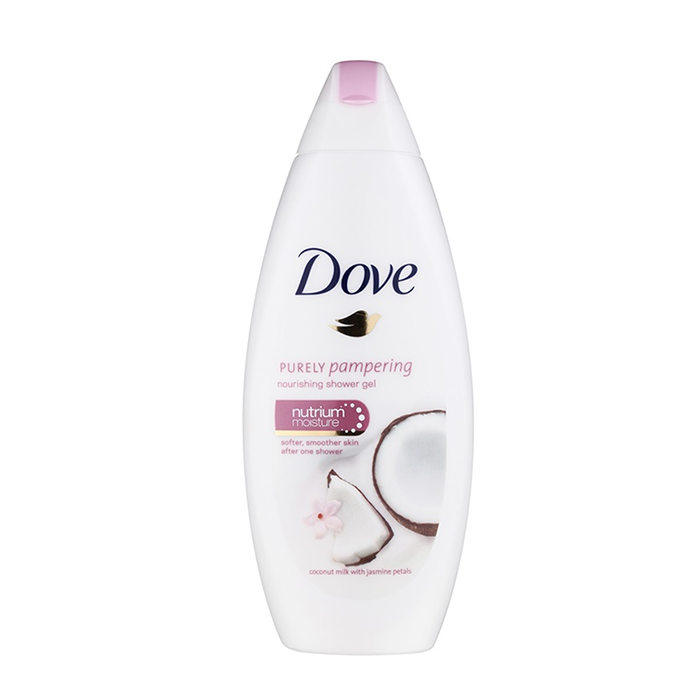 Dove
PURELY pampering
nourishing shower gel
nutrium
moisture
softer, smoother skin
after one shower
coconut milk with jasmine petals